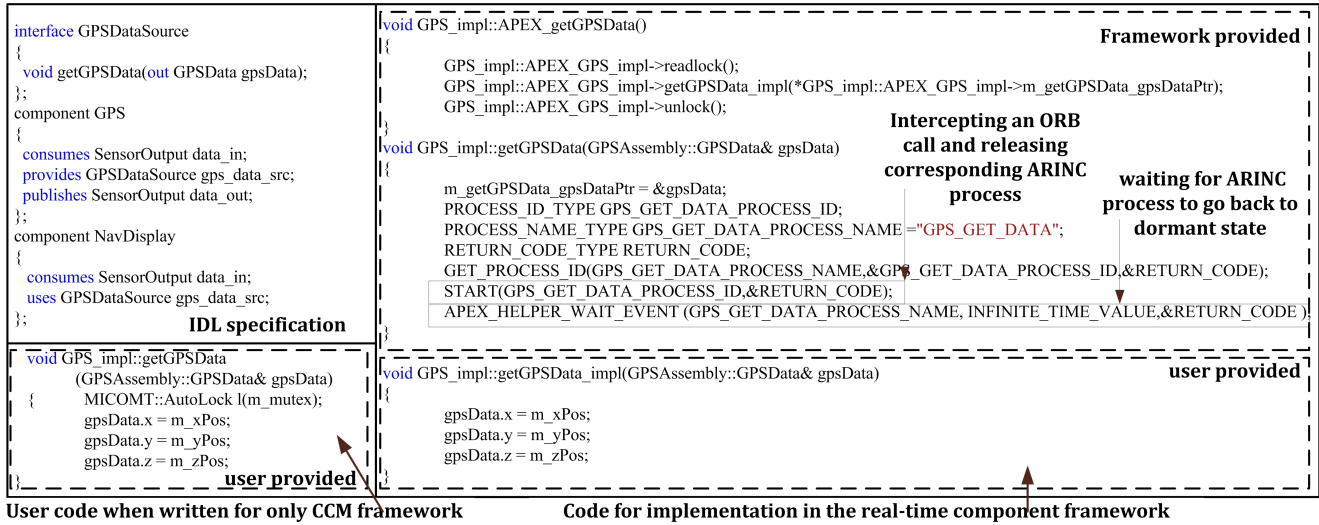 interface GPSDataSource
{
void getGPSData(out GPSData gpsData);
};
component GPS
{
consumes SensorOutput data_in;
provides GPSDataSource gps_data_src;
publishes SensorOutput data_out;
};
component NavDisplay
{
consumes SensorOutput data_in;
uses GPSDataSource gps_data_src;
};
IDL specification
void GPS_impl::getGPSData
(GPSAssembly::GPSData& gpsData)
{ MICOMT::AutoLock l(m_mutex);
gpsData.x = m_xPos;
gpsData.y = m_yPos;
gpsData.z = m_zPos;
}
user provided
User code when written for only CCM framework
void GPS_impl::APEX_getGPSData()
Framework provided
{
GPS_impl::APEX_GPS_impl->readlock();
GPS_impl::APEX_GPS_impl->getGPSData_impl(*GPS_impl::APEX_GPS_impl->m_getGPSData_gpsDataPtr);
GPS_impl::APEX_GPS_impl->unlock();
}
Intercepting an ORB
call and releasing
corresponding ARINC
process
void GPS_impl::getGPSData(GPSAssembly::GPSData& gpsData)
{
waiting for ARINC
process to go back to
dormant state
m_getGPSData_gpsDataPtr = &gpsData;
PROCESS_ID_TYPE GPS_GET_DATA_PROCESS_ID;
PROCESS_NAME_TYPE GPS_GET_DATA_PROCESS_NAME ="GPS_GET_DATA";
RETURN_CODE_TYPE RETURN_CODE;
GET_PROCESS_ID(GPS_GET_DATA_PROCESS_NAME,&GPS_GET_DATA_PROCESS_ID,&RETURN_CODE);
START(GPS_GET_DATA_PROCESS_ID,&RETURN_CODE);
APEX_HELPER_WAIT_EVENT (GPS_GET_DATA_PROCESS_NAME, INFINITE_TIME_VALUE,&RETURN_CODE );
}
void GPS_impl::getGPSData_impl(GPSAssembly::GPSData& gpsData)
user provided
{
gpsData.x = m_xPos;
gpsData.y = m_yPos;
gpsData.z = m_zPos;
}
Code for implementation in the real-time component framework